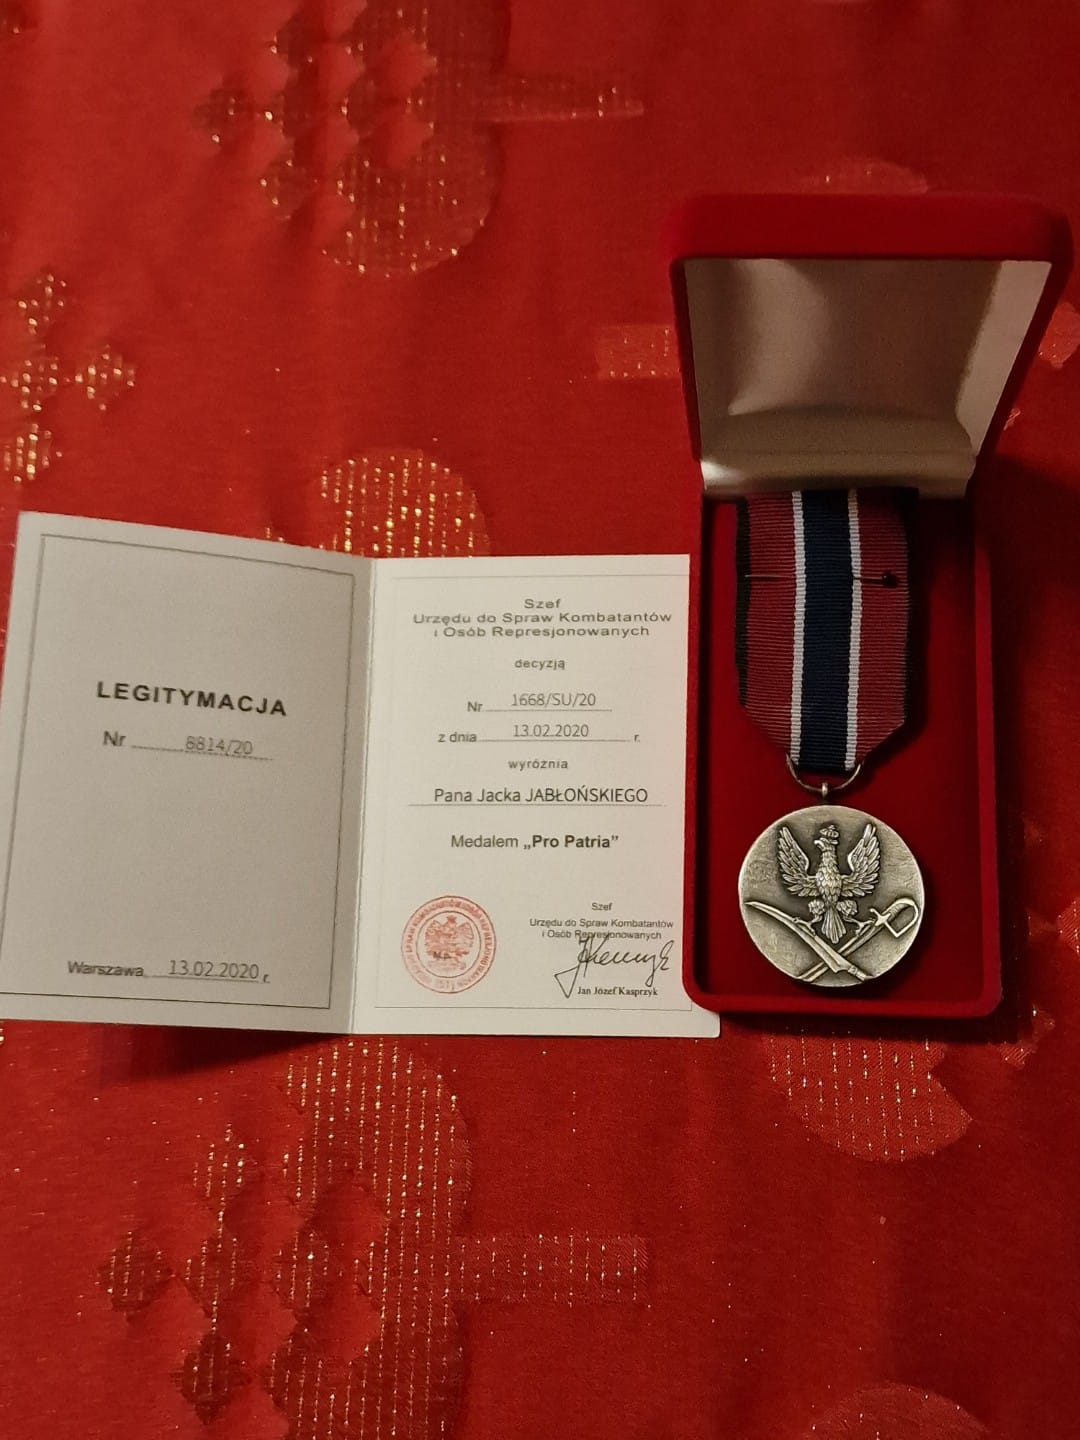 LEGITYMACJA
Nr 8814/20
Warszawa, 13.02.2020 r.
Szef
Urzędu do Spraw Kombatantów
i Osób Represjonowanych
decyzją
Nr 1668/SU/20
z dnia 13.02.2020 r.
wyróżnia
Pana Jacka JABŁOŃSKIEGO
Medalem „Pro Patria”
Szef
Urzędu do Spraw Kombatantów
i Osób Represjonowanych
Jan Józef Kasprzyk